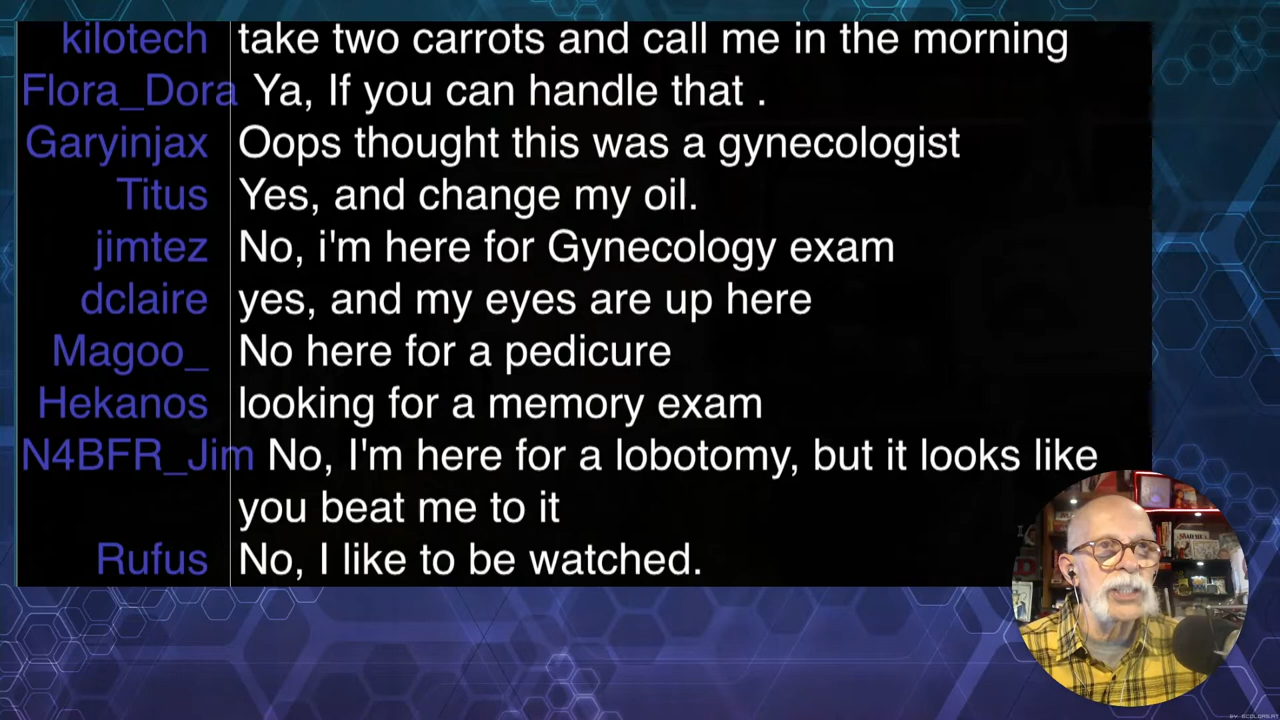 kilotech take two carrots and call me in the morning
Flora_Dora Ya, If you can handle that .
Garyinjax Oops thought this was a gynecologist
Titus Yes, and change my oil.
jimtez No, i'm here for Gynecology exam
dclaire yes, and my eyes are up here
Magoo_ No here for a pedicure
Hekanos looking for a memory exam
N4BFR_Jim No, I'm here for a lobotomy, but it looks like
you beat me to it
Rufus No, I like to be watched.